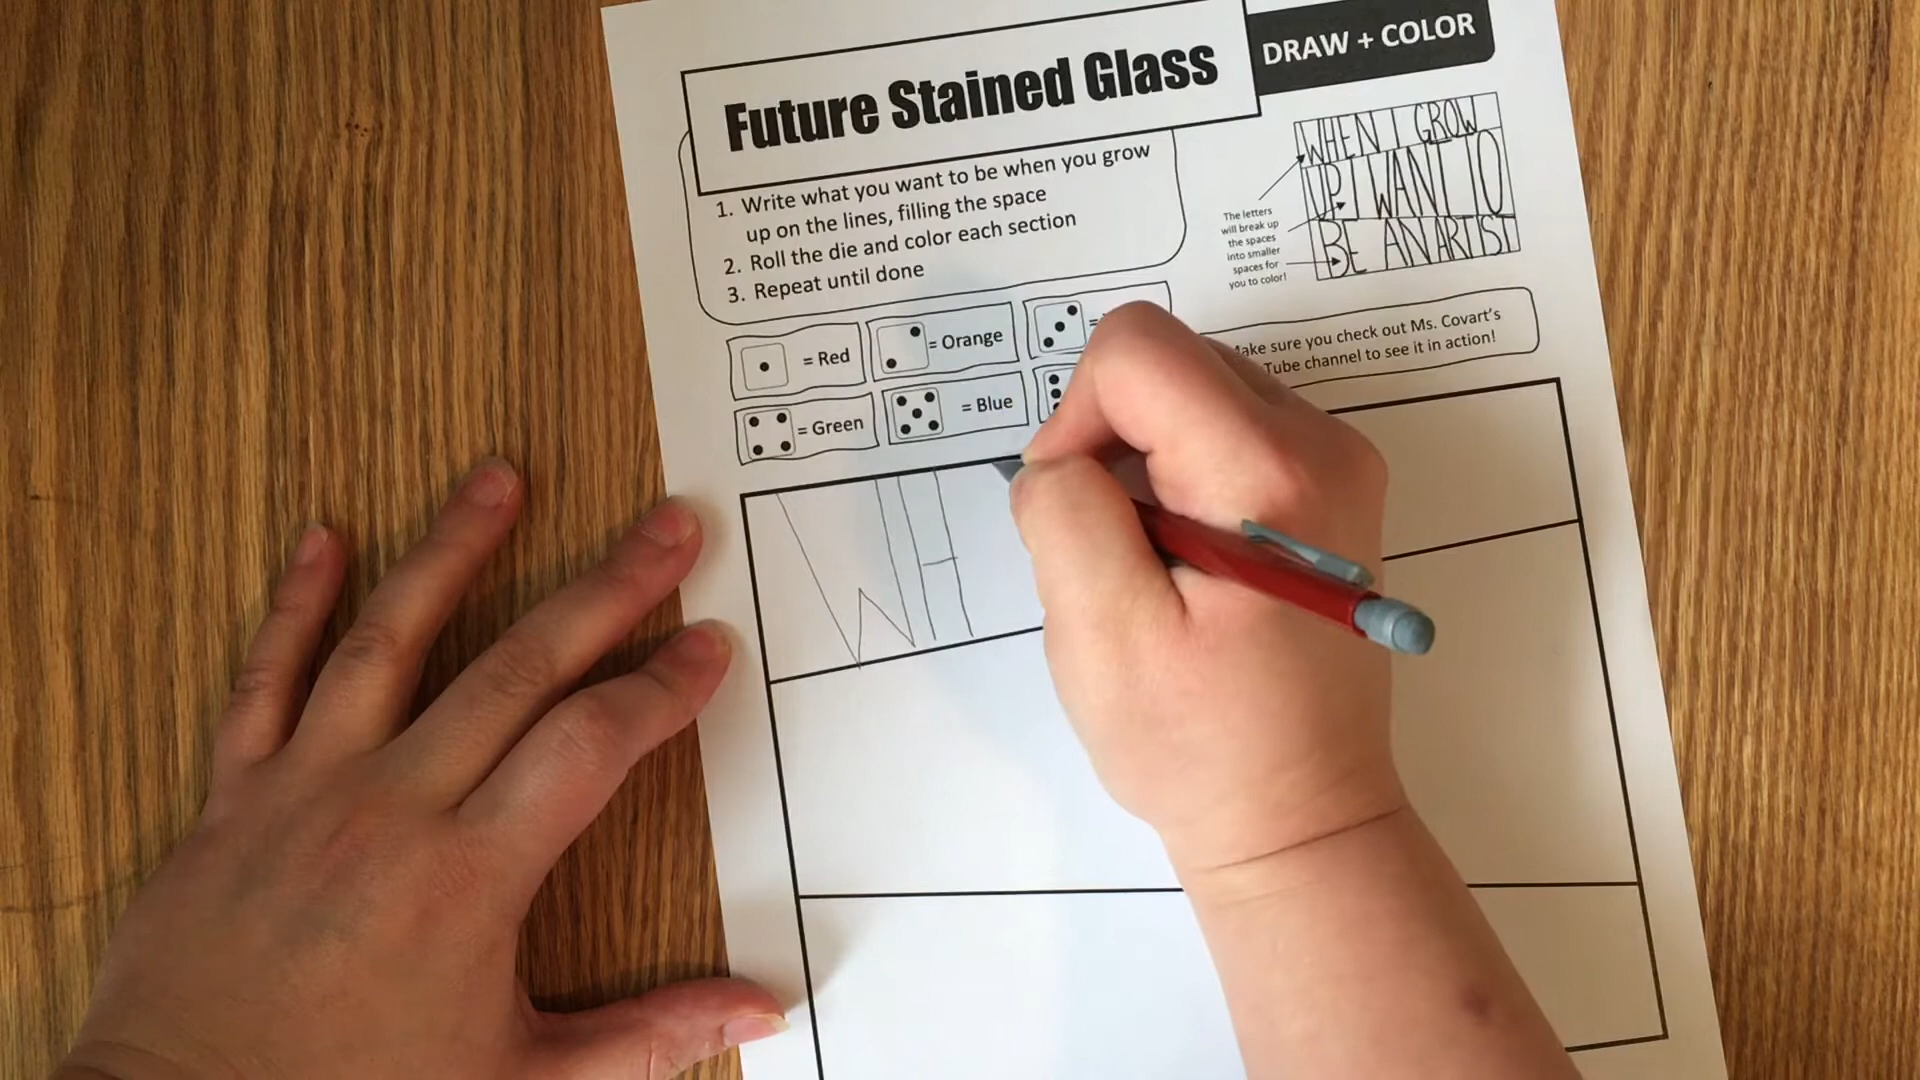 Future Stained Glass
DRAW + COLOR
1. Write what you want to be when you grow
up on the lines, filling the space
2. Roll the die and color each section
3. Repeat until done
WHEN I GROW
UP I WANT TO
BE AN ARTIST
The letters
will break up
the spaces
into smaller
spaces for
you to color!
= Red
= Orange
=
= Green
= Blue
Make sure you check out Ms. Covart's
Tube channel to see it in action!
WH